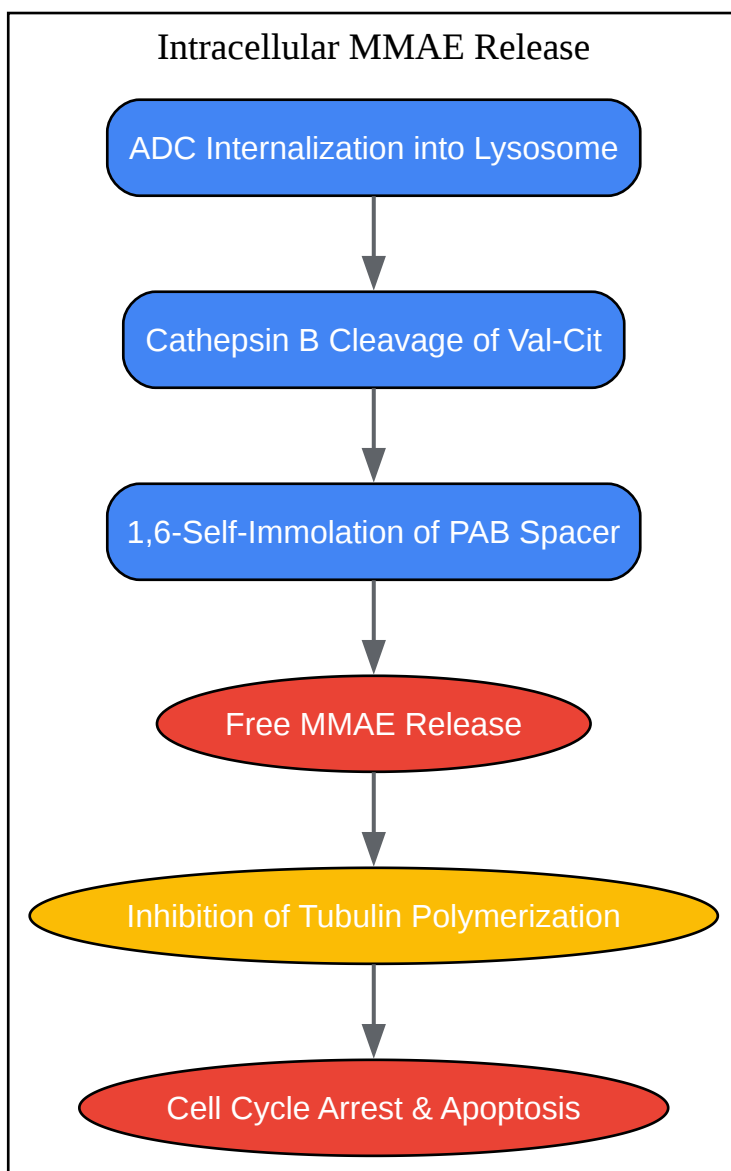 Intracellular MMAE Release
ADC Internalization into Lysosome
Cathepsin B Cleavage of Val-Cit
1,6-Self-Immolation of PAB Spacer
Free MMAE Release
Inhibition of Tubulin Polymerization
Cell Cycle Arrest & Apoptosis